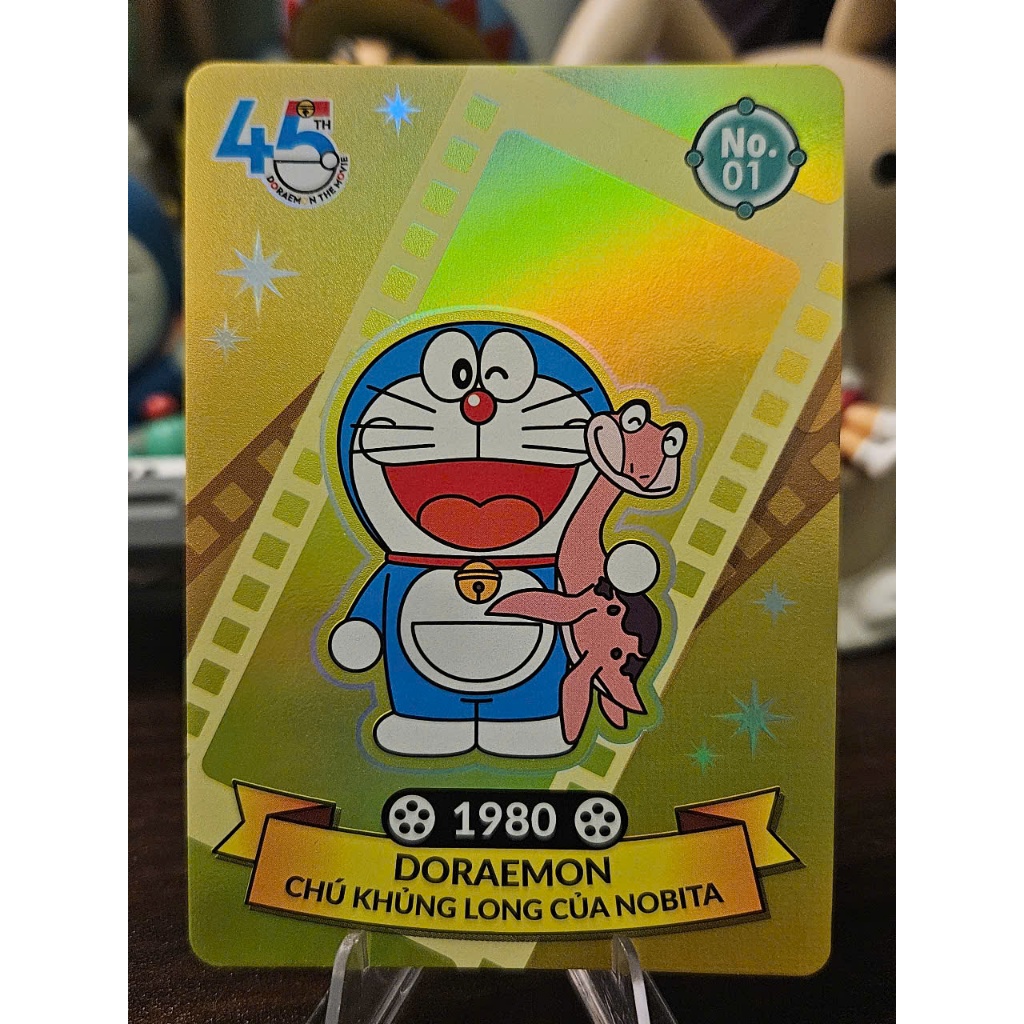 45TH
DORAEMON THE MOVIE
No.
01
1980
DORAEMON
CHÚ KHỦNG LONG CỦA NOBITA